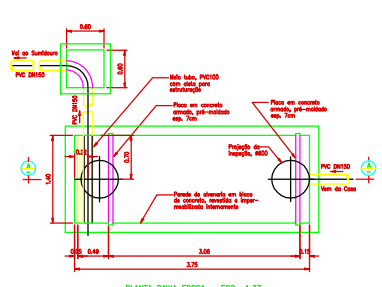 0.60
Vai ao Sumidouro
PVC DN150
0.60
PVC DN150
Meio tubo, PVC100
com aleta para
estruturação
Placa em concreto
armado, pré-moldado
esp. 7cm
Placa em concreto
armado, pré-moldado
esp. 7cm
Projeção da
inspeção, ø600
PVC DN150
Vem da Casa
A
A
0.22
0.70
1.40
Parede de alvenaria em bloco
de concreto, revestida e imper-
meabilizada internamente
0.05
0.49
3.06
0.15
3.75